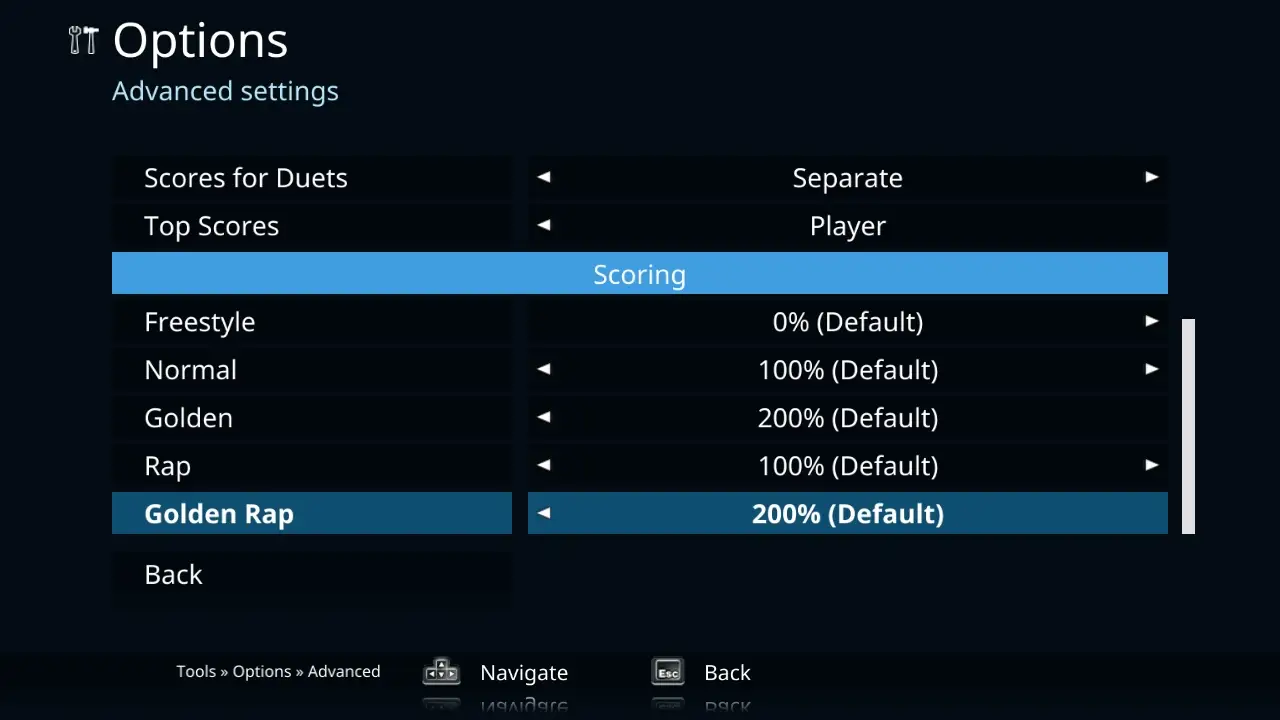 Options
Advanced settings
Scores for Duets ◄ Separate ►
Top Scores ◄ Player
Scoring
Freestyle 0% (Default) ►
Normal ◄ 100% (Default) ►
Golden ◄ 200% (Default)
Rap ◄ 100% (Default) ►
Golden Rap ◄ 200% (Default)
Back
Tools » Options » Advanced Navigate Esc Back